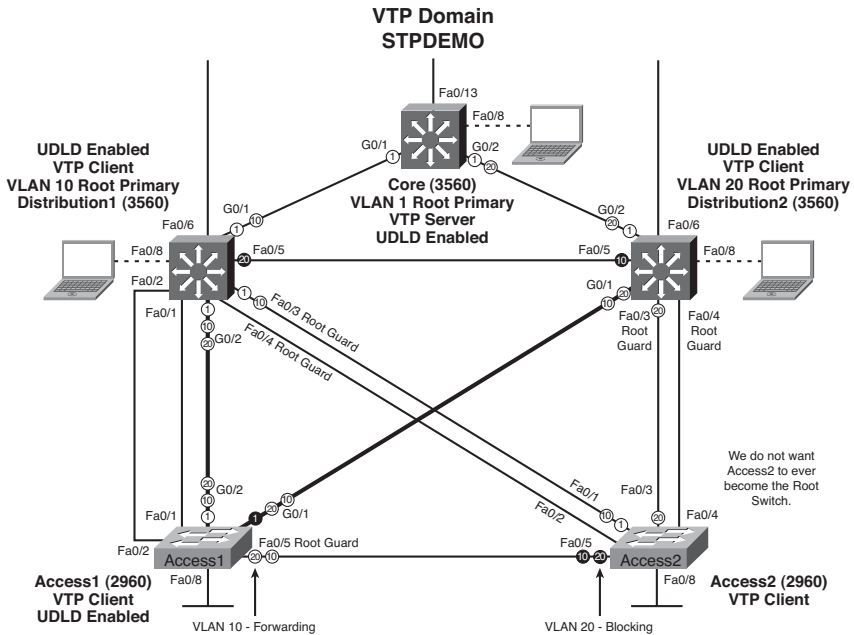 VTP Domain
STPDEMO
Fa0/13
Fa0/8
G0/1
1
G0/2
1
20
UDLD Enabled
VTP Client
VLAN 10 Root Primary
Distribution1 (3560)
Core (3560)
VLAN 1 Root Primary
VTP Server
UDLD Enabled
UDLD Enabled
VTP Client
VLAN 20 Root Primary
Distribution2 (3560)
G0/1
1
10
G0/2
20
1
Fa0/6
Fa0/8
Fa0/5
20
Fa0/2
Fa0/1
Fa0/5
10
Fa0/6
Fa0/8
G0/1
10
20
1
10
20
G0/2
1
10
Fa0/3 Root Guard
Fa0/4 Root Guard
Fa0/3
Root
Guard
20
Fa0/4
Root
Guard
We do not want
Access2 to ever
become the Root
Switch.
20
10
1
G0/2
Fa0/1
Fa0/2
1
20
10
G0/1
Fa0/1
Fa0/2
10
1
Fa0/3
20
Fa0/4
Access1
Fa0/5 Root Guard
20
10
Fa0/5
10
20
Access2
Fa0/8
Fa0/8
Access1 (2960)
VTP Client
UDLD Enabled
Access2 (2960)
VTP Client
VLAN 10 - Forwarding
VLAN 20 - Blocking